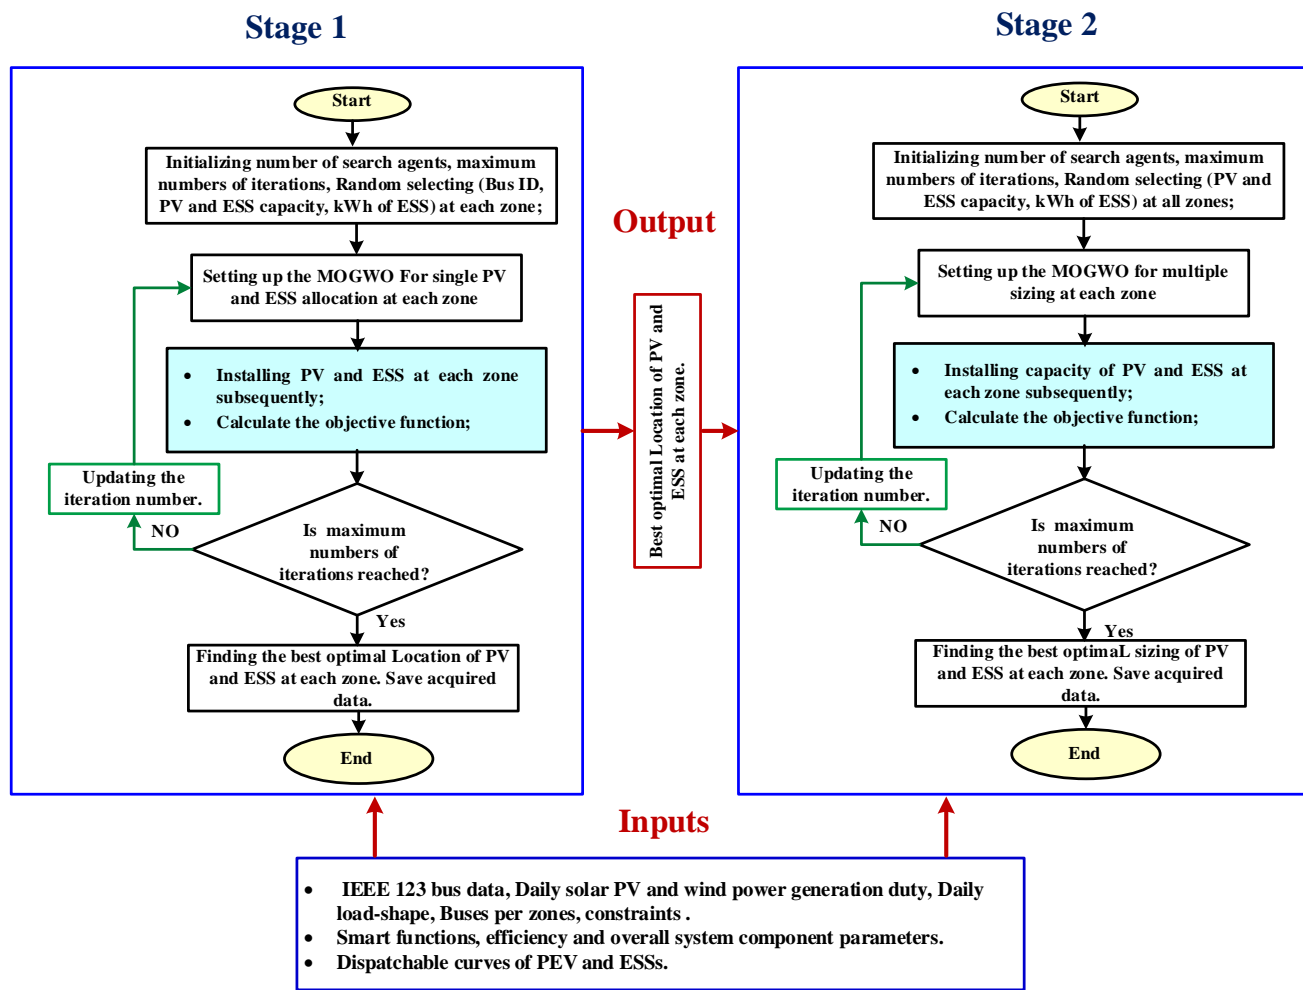 Stage 1
Start
Initializing number of search agents, maximum
numbers of iterations, Random selecting (Bus ID,
PV and ESS capacity, kWh of ESS) at each zone;
Setting up the MOGWO For single PV
and ESS allocation at each zone
• Installing PV and ESS at each zone
subsequently;
• Calculate the objective function;
Updating the
iteration number.
NO
Is maximum
numbers of
iterations reached?
Yes
Finding the best optimal Location of PV
and ESS at each zone. Save acquired
data.
End
Output
Best optimal Location of PV and
ESS at each zone.
Stage 2
Start
Initializing number of search agents, maximum
numbers of iterations, Random selecting (PV and
ESS capacity, kWh of ESS) at all zones;
Setting up the MOGWO for multiple
sizing at each zone
• Installing capacity of PV and ESS at
each zone subsequently;
• Calculate the objective function;
Updating the
iteration number.
NO
Is maximum
numbers of
iterations reached?
Yes
Finding the best optimaL sizing of PV
and ESS at each zone. Save acquired
data.
End
Inputs
• IEEE 123 bus data, Daily solar PV and wind power generation duty, Daily
load-shape, Buses per zones, constraints .
• Smart functions, efficiency and overall system component parameters.
• Dispatchable curves of PEV and ESSs.